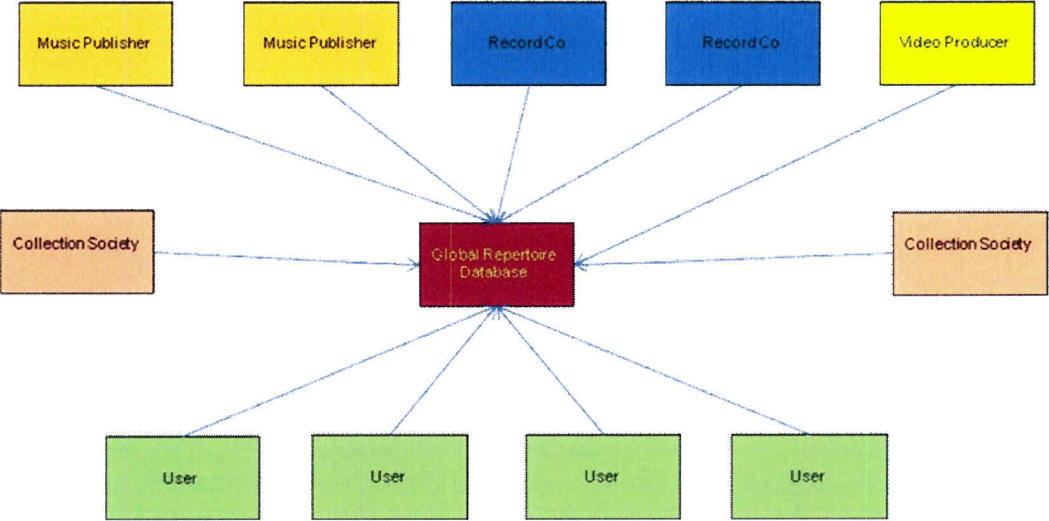 Music Publisher
Music Publisher
Record Co
Record Co
Video Producer
Collection Society
Global Repertoire
Database
Collection Society
User
User
User
User